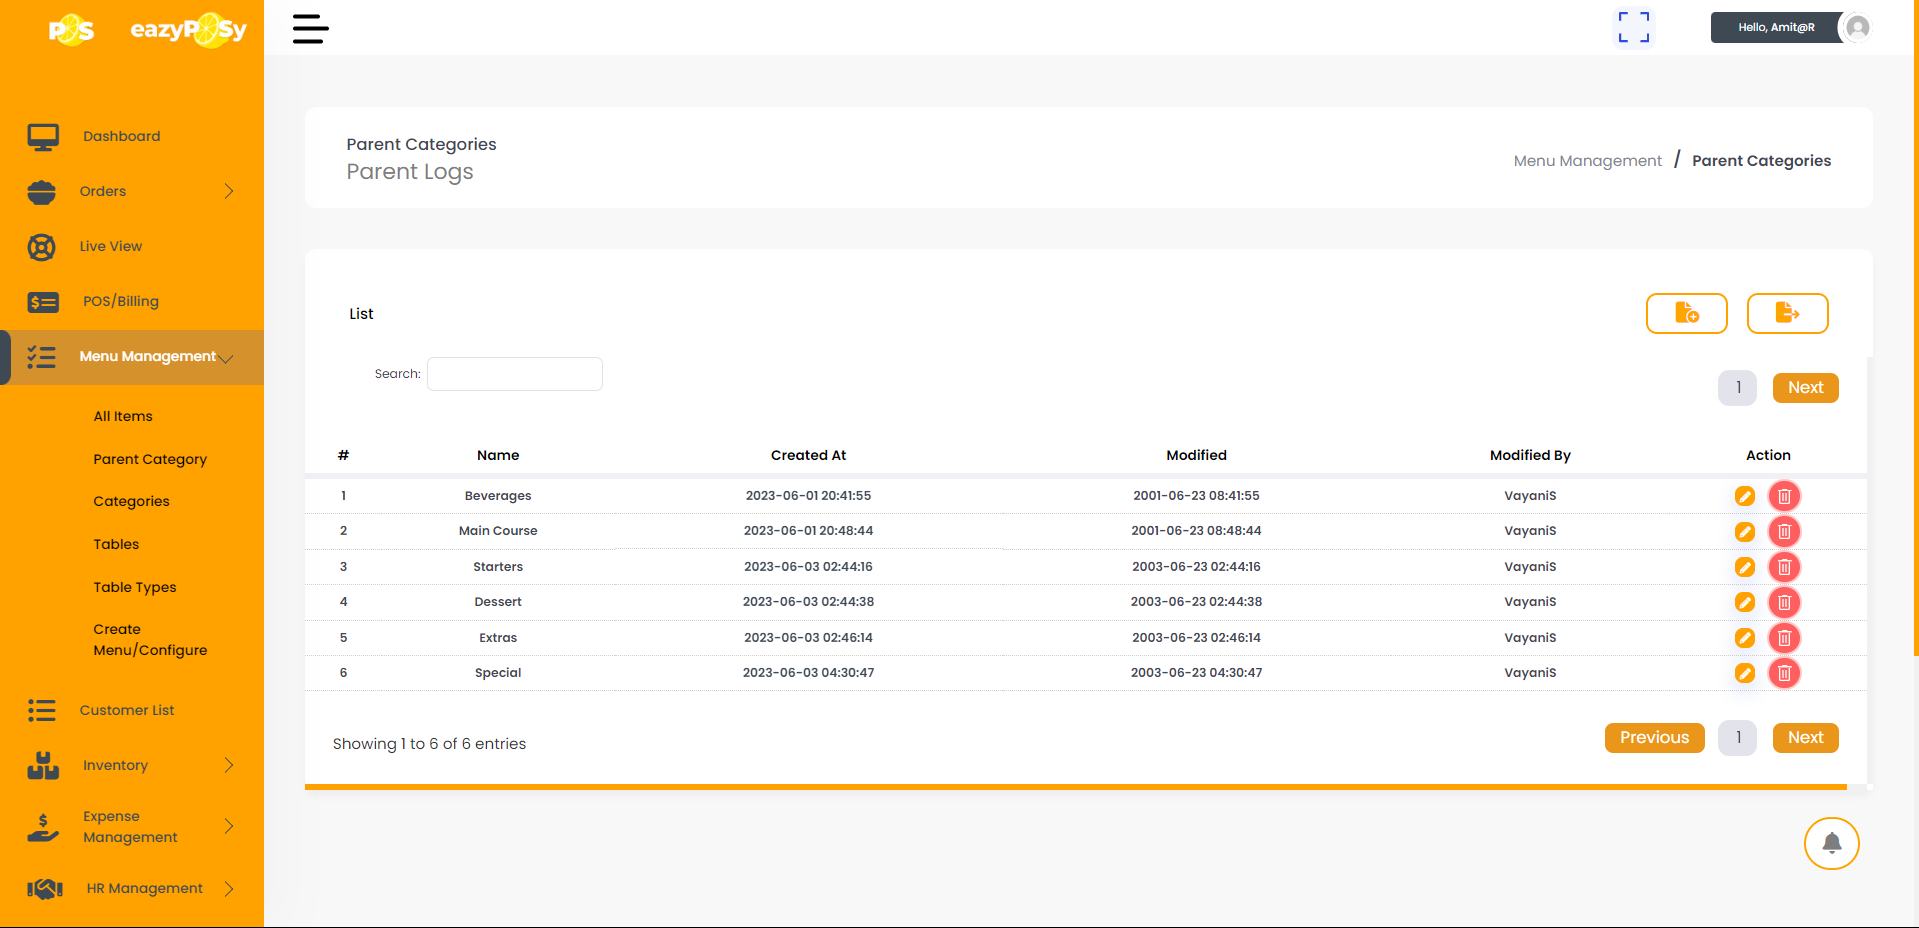 POS eazyPOSy
Hello, Amit@R
Dashboard
Orders
Live View
POS/Billing
Menu Management
All Items
Parent Category
Categories
Tables
Table Types
Create
Menu/Configure
Customer List
Inventory
Expense
Management
HR Management
Parent Categories
Parent Logs
Menu Management / Parent Categories
List
Search:
1 Next
# Name Created At Modified Modified By Action
1 Beverages 2023-06-01 20:41:55 2001-06-23 08:41:55 VayaniS
2 Main Course 2023-06-01 20:48:44 2001-06-23 08:48:44 VayaniS
3 Starters 2023-06-03 02:44:16 2003-06-23 02:44:16 VayaniS
4 Dessert 2023-06-03 02:44:38 2003-06-23 02:44:38 VayaniS
5 Extras 2023-06-03 02:46:14 2003-06-23 02:46:14 VayaniS
6 Special 2023-06-03 04:30:47 2003-06-23 04:30:47 VayaniS
Showing 1 to 6 of 6 entries
Previous 1 Next